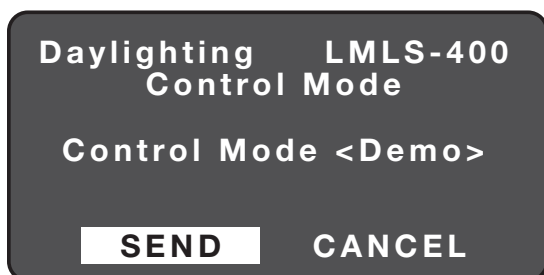 Daylighting LMLS-400
Control Mode
Control Mode <Demo>
SEND CANCEL